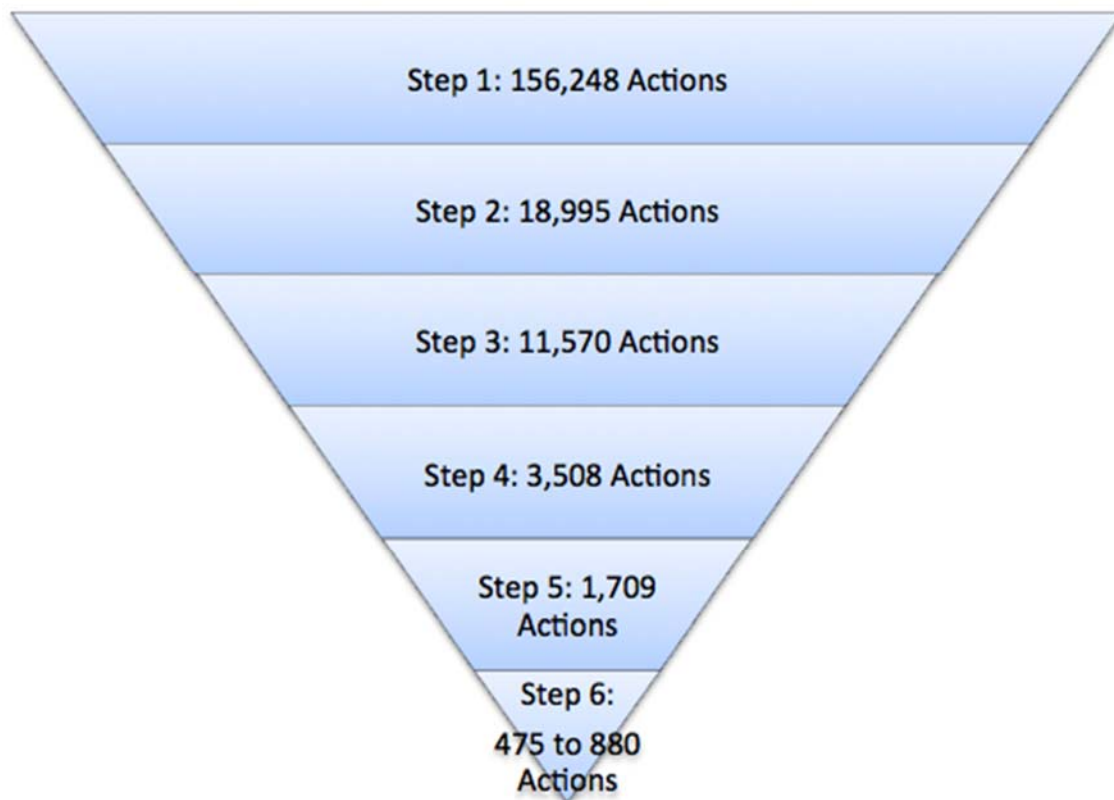 Step 1: 156,248 Actions
Step 2: 18,995 Actions
Step 3: 11,570 Actions
Step 4: 3,508 Actions
Step 5: 1,709
Actions
Step 6:
475 to 880
Actions